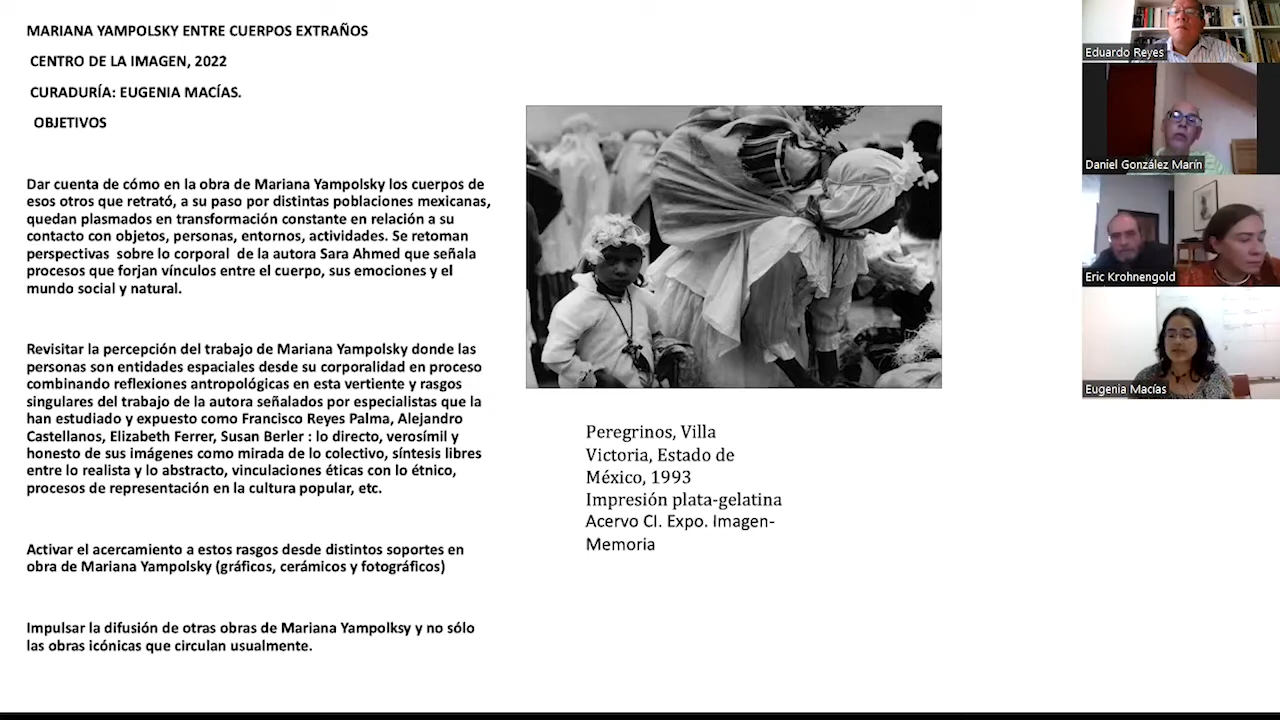 MARIANA YAMPOLSKY ENTRE CUERPOS EXTRAÑOS
CENTRO DE LA IMAGEN, 2022
CURADURÍA: EUGENIA MACÍAS.
OBJETIVOS
Dar cuenta de cómo en la obra de Mariana Yampolsky los cuerpos de
esos otros que retrató, a su paso por distintas poblaciones mexicanas,
quedan plasmados en transformación constante en relación a su
contacto con objetos, personas, entornos, actividades. Se retoman
perspectivas sobre lo corporal de la autora Sara Ahmed que señala
procesos que forjan vínculos entre el cuerpo, sus emociones y el
mundo social y natural.
Revisitar la percepción del trabajo de Mariana Yampolsky donde las
personas son entidades espaciales desde su corporalidad en proceso
combinando reflexiones antropológicas en esta vertiente y rasgos
singulares del trabajo de la autora señalados por especialistas que la
han estudiado y expuesto como Francisco Reyes Palma, Alejandro
Castellanos, Elizabeth Ferrer, Susan Berler : lo directo, verosímil y
honesto de sus imágenes como mirada de lo colectivo, síntesis libres
entre lo realista y lo abstracto, vinculaciones éticas con lo étnico,
procesos de representación en la cultura popular, etc.
Activar el acercamiento a estos rasgos desde distintos soportes en
obra de Mariana Yampolsky (gráficos, cerámicos y fotográficos)
Impulsar la difusión de otras obras de Mariana Yampolksy y no sólo
las obras icónicas que circulan usualmente.
Peregrinos, Villa
Victoria, Estado de
México, 1993
Impresión plata-gelatina
Acervo CI. Expo. Imagen-
Memoria
Eduardo Reyes
Daniel González Marín
Eric Krohnengold
Eugenia Macías